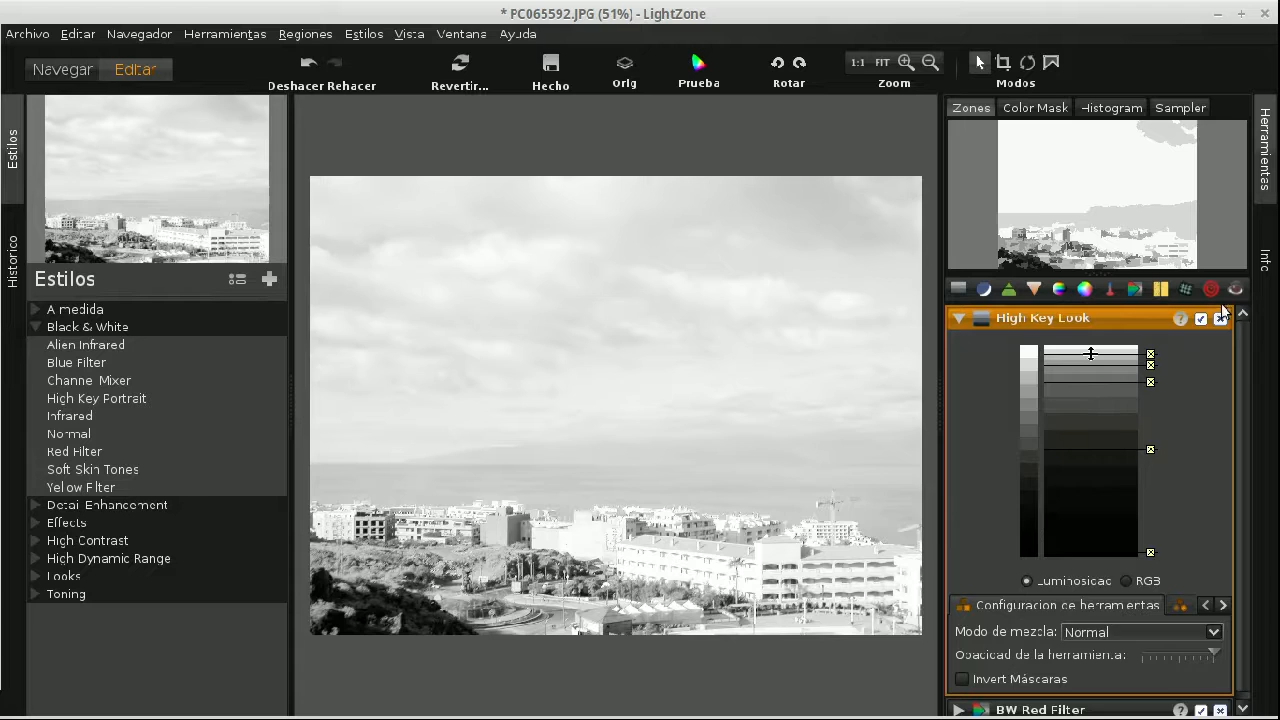 * PC065592.JPG (51%) - LightZone
Archivo Editar Navegador Herramientas Regiones Estilos Vista Ventana Ayuda
Navegar Editar
Deshacer Rehacer Revertir... Hecho Orig Prueba Rotar 1:1 FIT Zoom Modos
Estilos
Historico
Zones Color Mask Histogram Sampler
Herramientas
Info
Estilos
A medida
Black & White
Alien Infrared
Blue Filter
Channel Mixer
High Key Portrait
Infrared
Normal
Red Filter
Soft Skin Tones
Yellow Filter
Detail Enhancement
Effects
High Contrast
High Dynamic Range
Looks
Toning
High Key Look ?
Luminosidad RGB
Configuracion de herramientas
Modo de mezcla: Normal
Opacidad de la herramienta:
Invert Máscaras
BW Red Filter ?